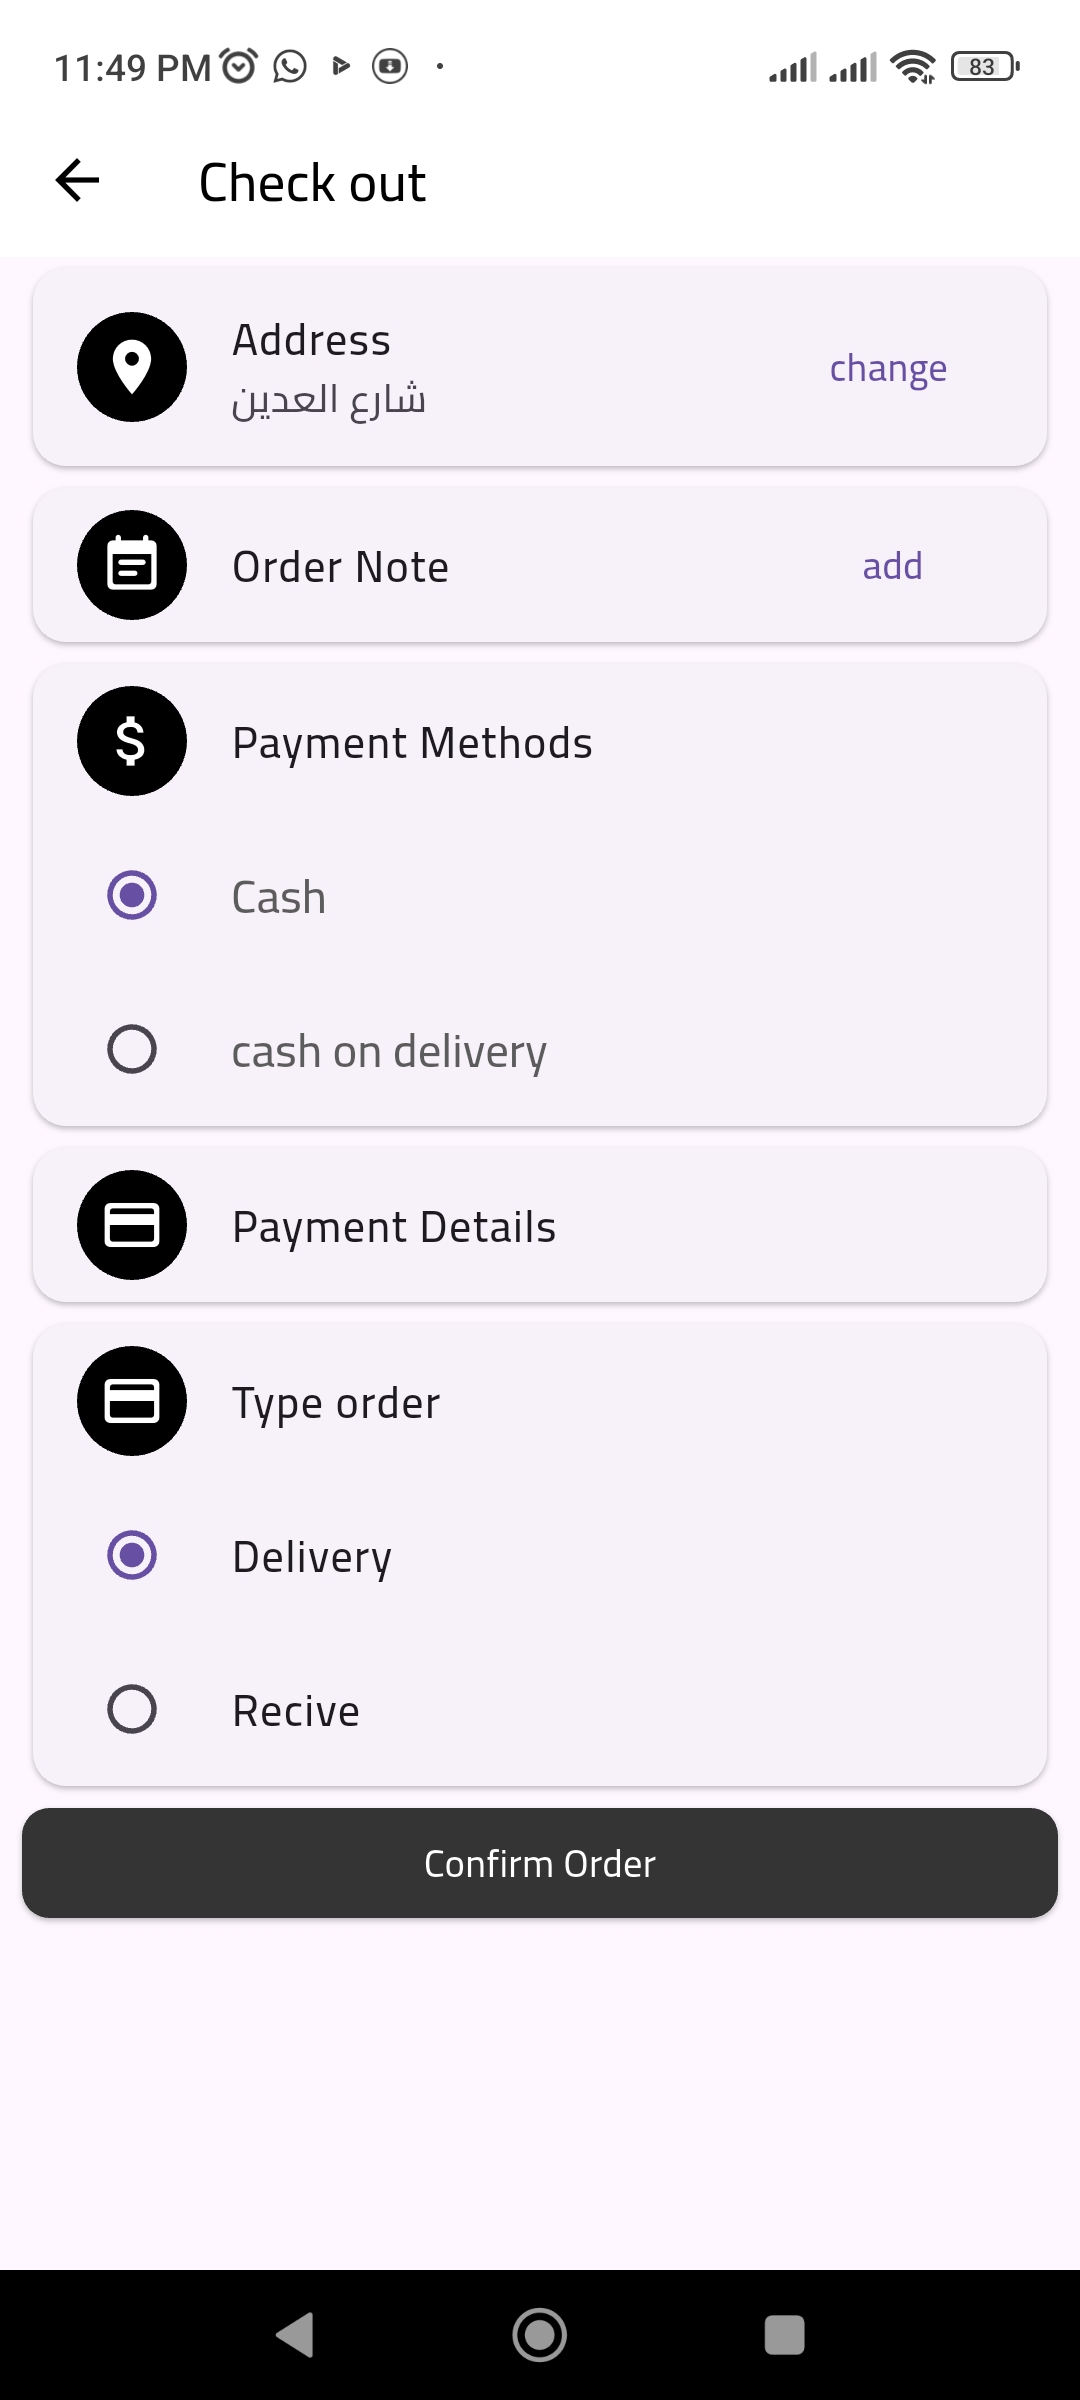 11:49 PM
83
Check out
Address
شارع العدين
change
Order Note
add
Payment Methods
Cash
cash on delivery
Payment Details
Type order
Delivery
Recive
Confirm Order